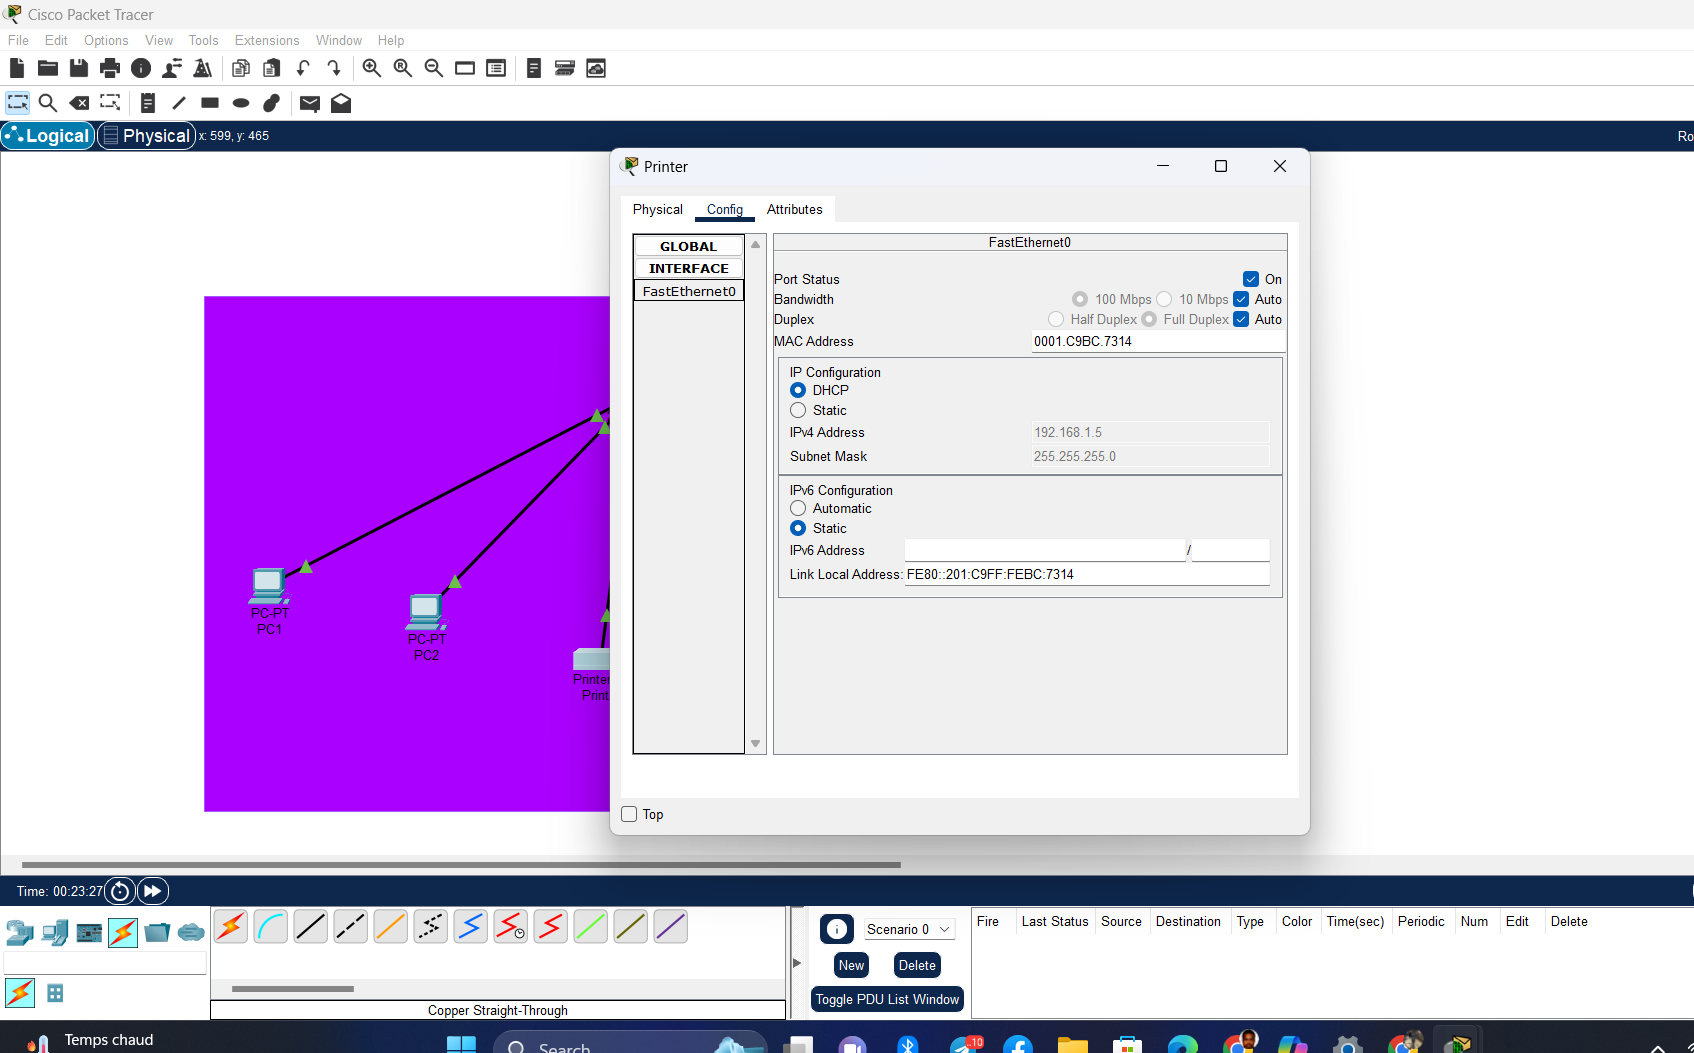 Cisco Packet Tracer
File Edit Options View Tools Extensions Window Help
Logical Physical x: 599, y: 465
Ro
Printer
Physical Config Attributes
GLOBAL
INTERFACE
FastEthernet0
FastEthernet0
Port Status On
Bandwidth 100 Mbps 10 Mbps Auto
Duplex Half Duplex Full Duplex Auto
MAC Address 0001.C9BC.7314
IP Configuration
DHCP
Static
IPv4 Address 192.168.1.5
Subnet Mask 255.255.255.0
IPv6 Configuration
Automatic
Static
IPv6 Address /
Link Local Address: FE80::201:C9FF:FEBC:7314
Top
PC-PT
PC1
PC-PT
PC2
Printer
Print
Time: 00:23:27
Scenario 0
New Delete
Toggle PDU List Window
Fire Last Status Source Destination Type Color Time(sec) Periodic Num Edit Delete
Copper Straight-Through
Temps chaud
Search
..10